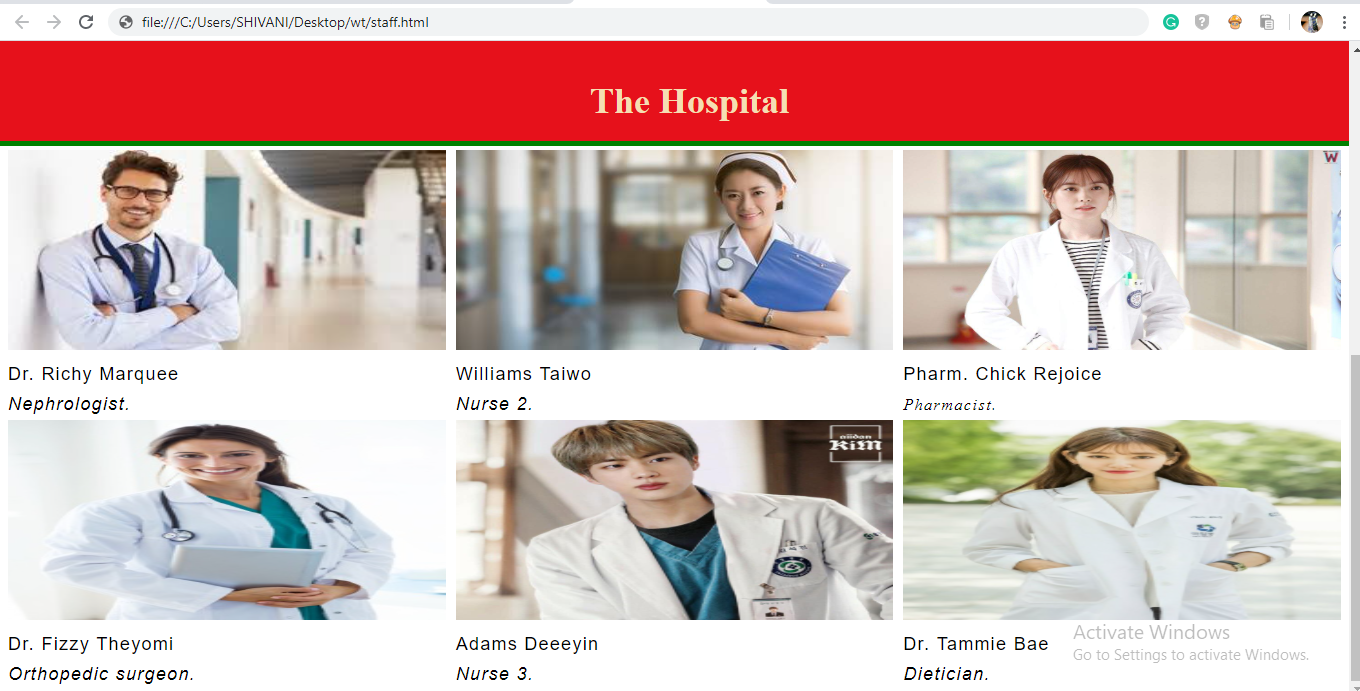 file:///C:/Users/SHIVANI/Desktop/wt/staff.html
The Hospital
W
Dr. Richy Marquee
Nephrologist.
Williams Taiwo
Nurse 2.
Pharm. Chick Rejoice
Pharmacist.
KiM
Dr. Fizzy Theyomi
Orthopedic surgeon.
Adams Deeeyin
Nurse 3.
Dr. Tammie Bae
Dietician.
Activate Windows
Go to Settings to activate Windows.